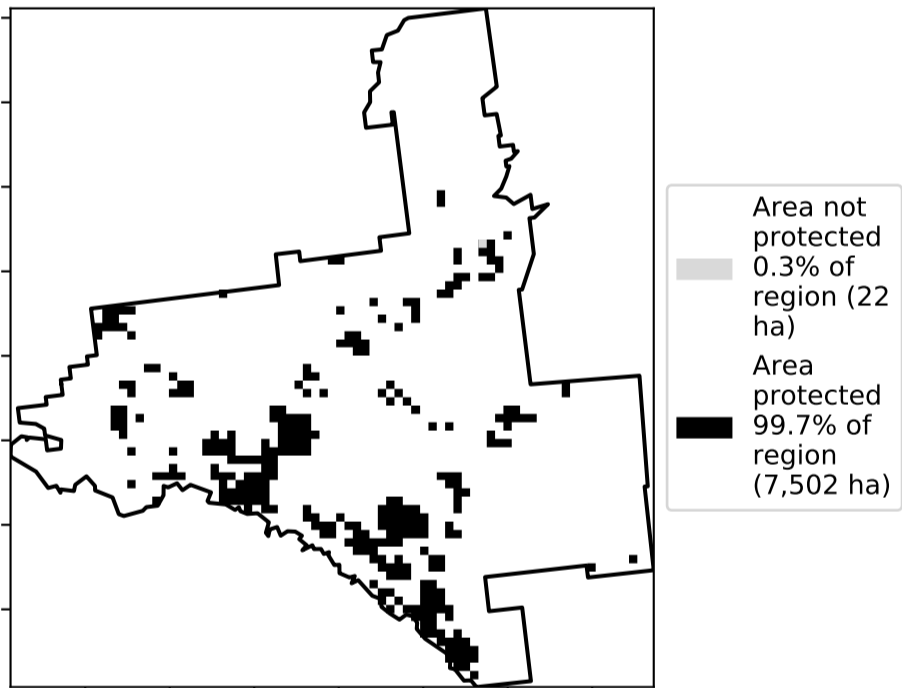 Area not
protected
0.3% of
region (22
ha)
Area
protected
99.7% of
region
(7,502 ha)